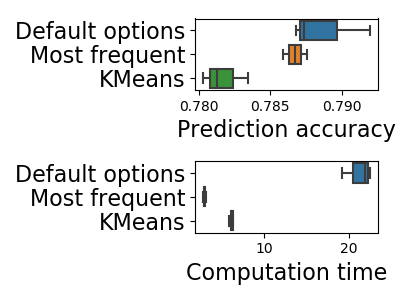 Default options
Most frequent
KMeans
0.780 0.785 0.790
Prediction accuracy
Default options
Most frequent
KMeans
10 20
Computation time